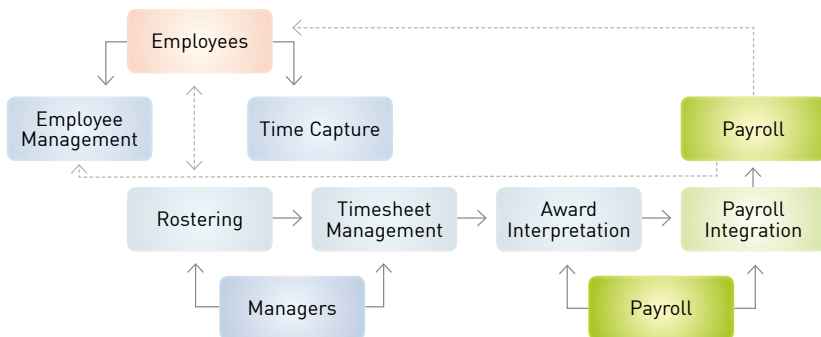 Employees
Employee
Management
Time Capture
Payroll
Rostering
Timesheet
Management
Award
Interpretation
Payroll
Integration
Managers
Payroll